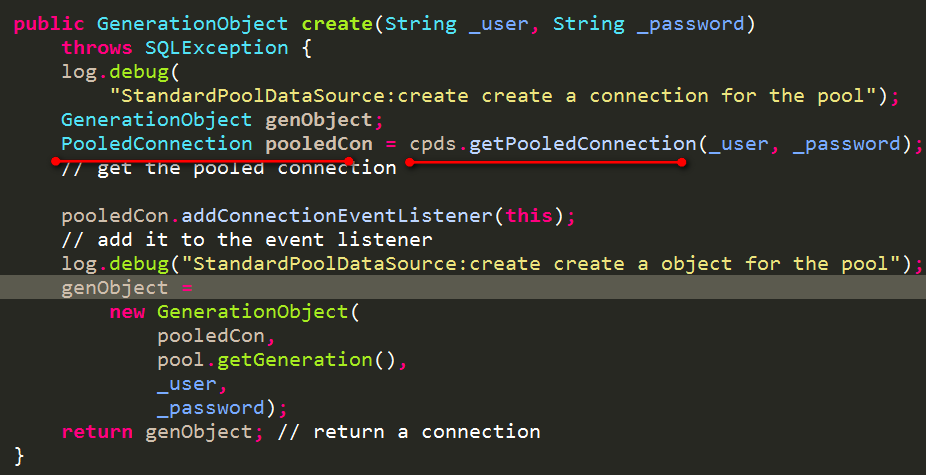 public GenerationObject create(String _user, String _password)
    throws SQLException {
    log.debug(
        "StandardPoolDataSource:create create a connection for the pool");
    GenerationObject genObject;
    PooledConnection pooledCon = cpds.getPooledConnection(_user, _password);
    // get the pooled connection

    pooledCon.addConnectionEventListener(this);
    // add it to the event listener
    log.debug("StandardPoolDataSource:create create a object for the pool");
    genObject =
        new GenerationObject(
            pooledCon,
            pool.getGeneration(),
            _user,
            _password);
    return genObject; // return a connection
}